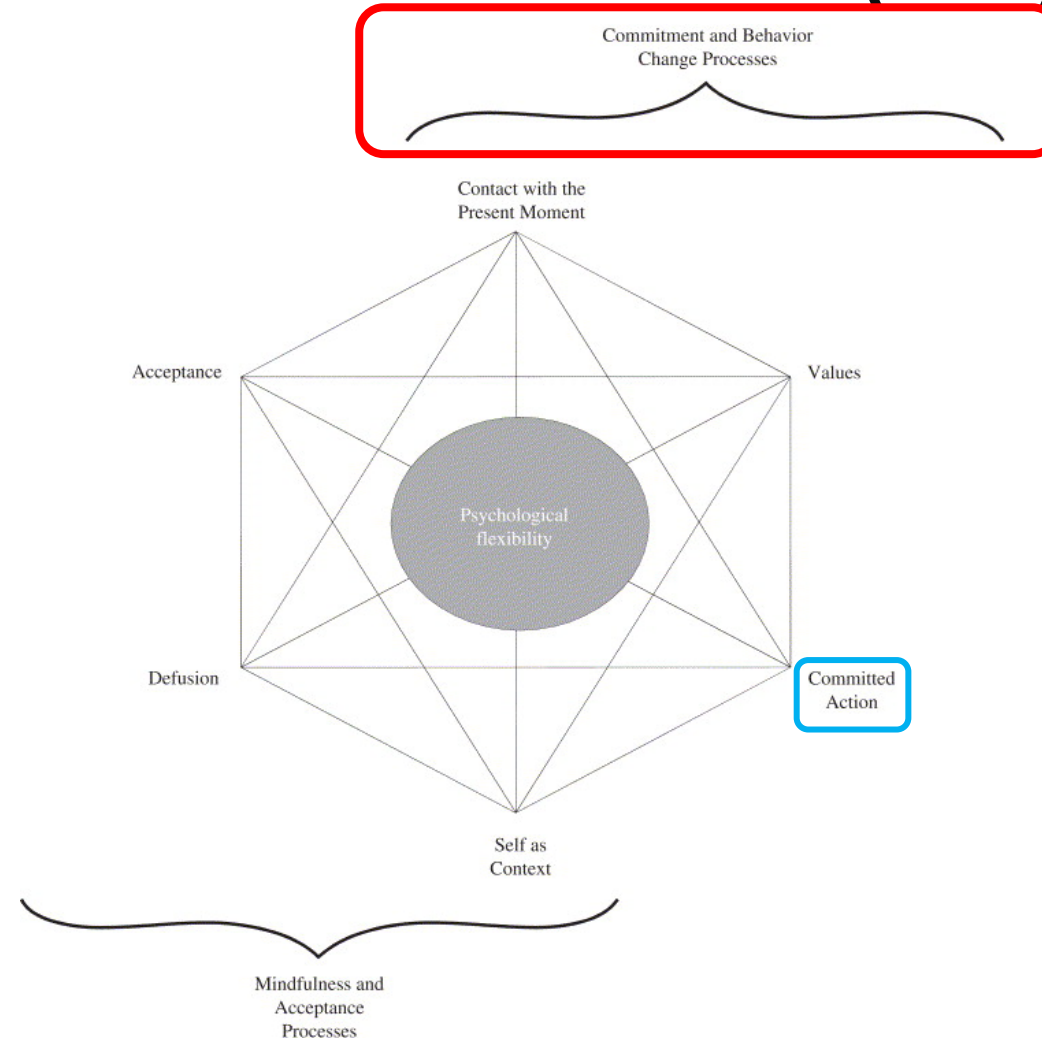 Commitment and Behavior
Change Processes
Contact with the
Present Moment
Acceptance
Values
Psychological
flexibility
Defusion
Committed
Action
Self as
Context
Mindfulness and
Acceptance
Processes